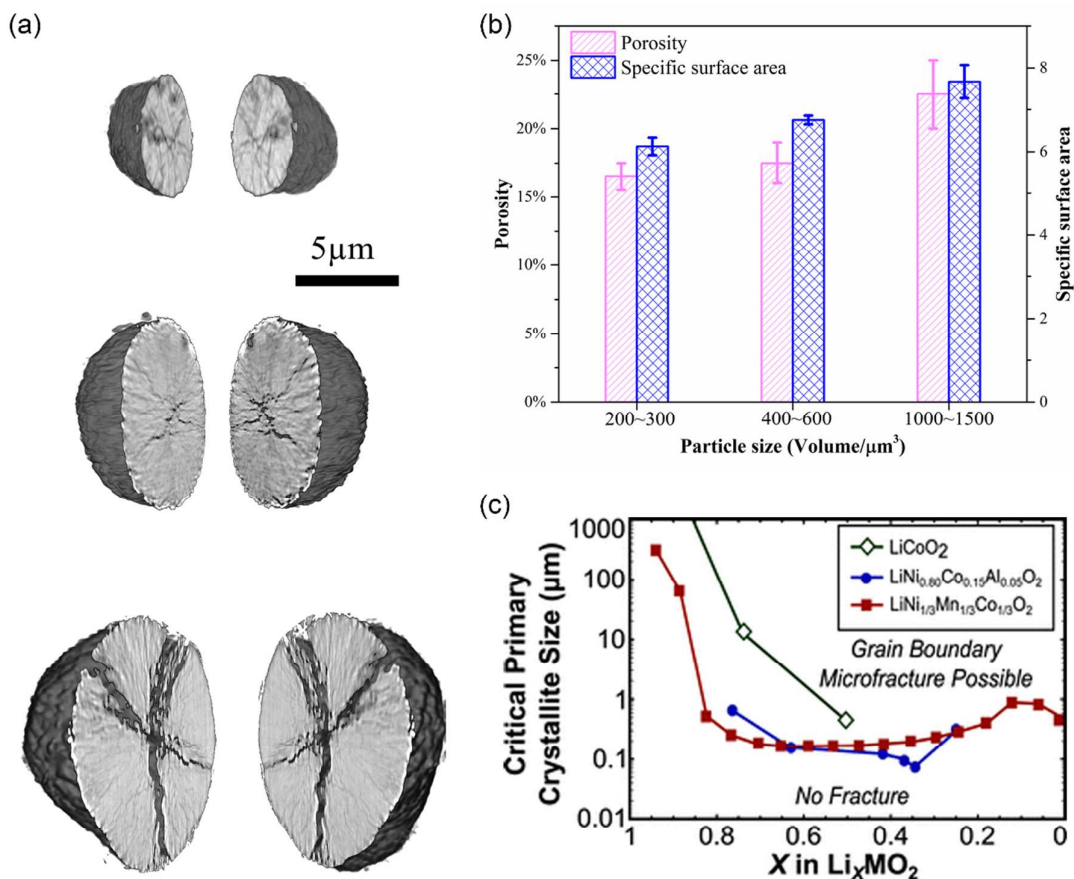 (a)
5μm
(b)
Porosity
Specific surface area
25%
20%
15%
10%
5%
0%
Porosity
8
6
4
2
0
Specific surface area
200~300
400~600
1000~1500
Particle size (Volume/μm³)
(c)
Critical Primary
Crystallite Size (μm)
1000
100
10
1
0.1
0.01
LiCoO₂
LiNi₀.₈₀Co₀.₁₅Al₀.₀₅O₂
LiNi₁/₃Mn₁/₃Co₁/₃O₂
Grain Boundary
Microfracture Possible
No Fracture
1
0.8
0.6
0.4
0.2
0
X in LiₓMO₂